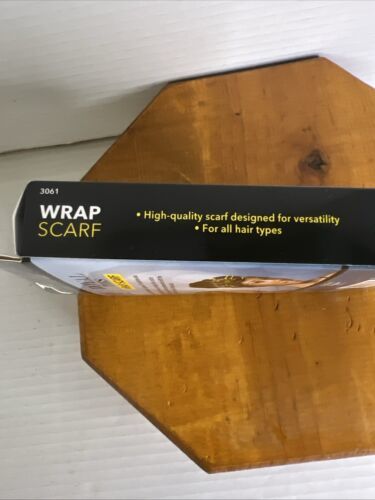 3061
WRAP
SCARF
• High-quality scarf designed for versatility
• For all hair types